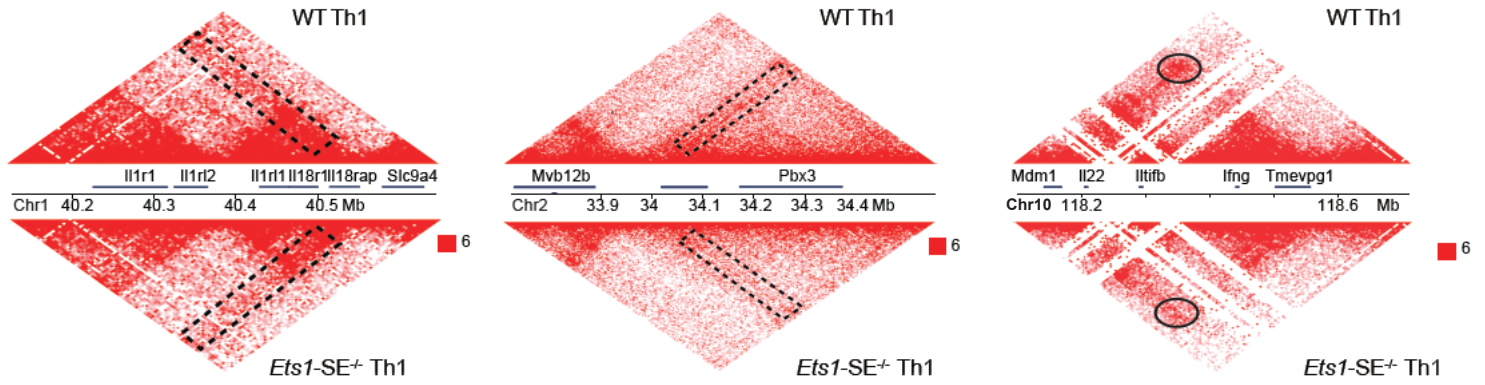 WT Th1
WT Th1
WT Th1
Il1r1 Il1rl2 Il1rl1 Il18r1 Il18rap Slc9a4
Chr1 40.2 40.3 40.4 40.5 Mb
6
Ets1-SE-/- Th1
Mvb12b Pbx3
Chr2 33.9 34 34.1 34.2 34.3 34.4 Mb
6
Ets1-SE-/- Th1
Mdm1 Il22 Iltifb Ifng Tmevpg1
Chr10 118.2 118.6 Mb
6
Ets1-SE-/- Th1